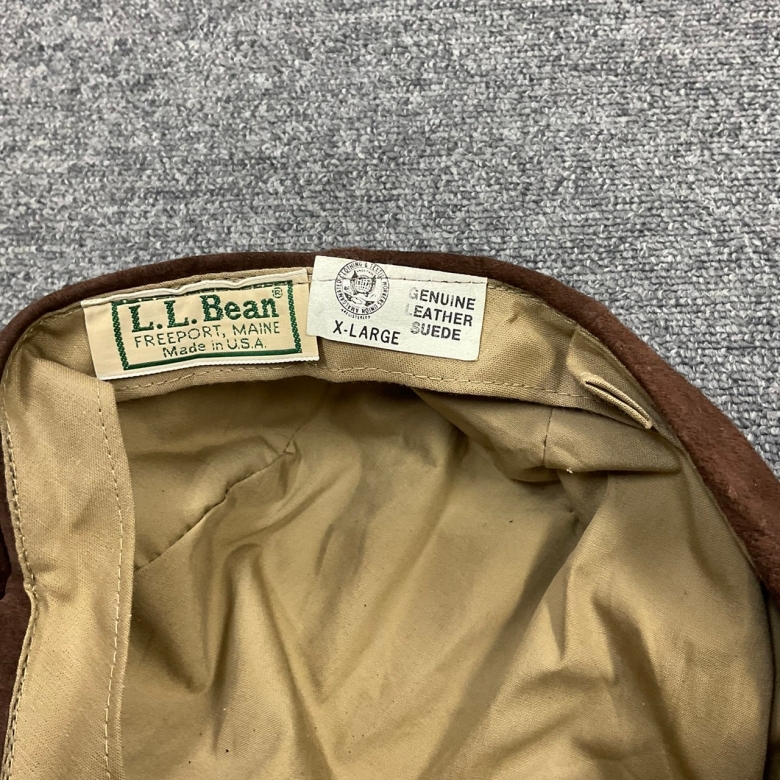 L.L.Bean®
FREEPORT, MAINE
Made in U.S.A.
GENUINE
LEATHER
SUEDE
X-LARGE